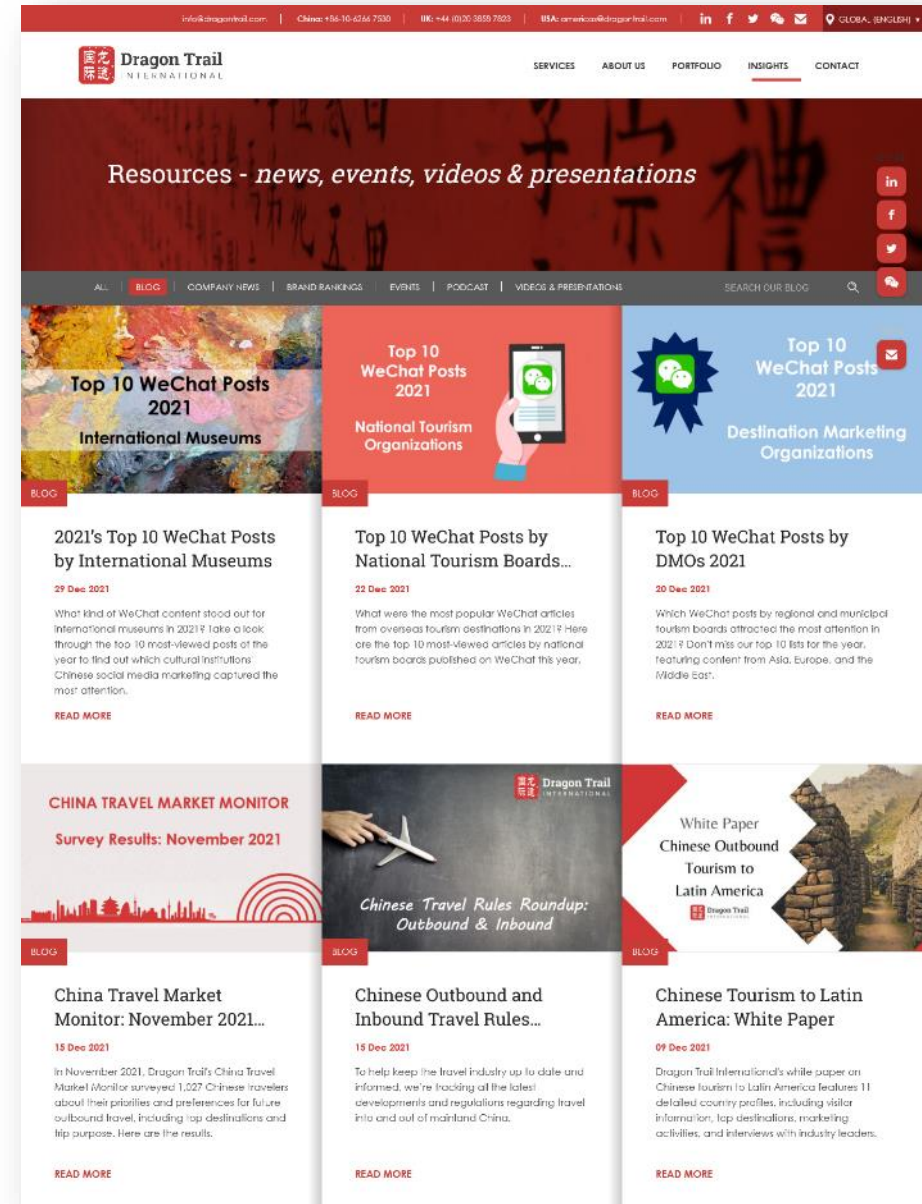 info@dragontrail.com | China: +86-10-6266 7530 | UK: +44 (0)20 3858 7823 | USA: americas@dragontrail.com | GLOBAL (ENGLISH)
Dragon Trail
INTERNATIONAL
SERVICES ABOUT US PORTFOLIO INSIGHTS CONTACT
Resources - news, events, videos & presentations
ALL | BLOG | COMPANY NEWS | BRAND RANKINGS | EVENTS | PODCAST | VIDEOS & PRESENTATIONS SEARCH OUR BLOG
Top 10 WeChat Posts
2021
International Museums
BLOG
2021's Top 10 WeChat Posts
by International Museums
29 Dec 2021
What kind of WeChat content stood out for
international museums in 2021? Take a look
through the top 10 most-viewed posts of the
year to find out which cultural institutions
Chinese social media marketing captured the
most attention.
READ MORE
Top 10
WeChat Posts
2021
National Tourism
Organizations
BLOG
Top 10 WeChat Posts by
National Tourism Boards...
22 Dec 2021
What were the most popular WeChat articles
from overseas tourism destinations in 2021? Here
are the top 10 most-viewed articles by national
tourism boards published on WeChat this year.
READ MORE
Top 10
WeChat Posts
2021
Destination Marketing
Organizations
BLOG
Top 10 WeChat Posts by
DMOs 2021
20 Dec 2021
Which WeChat posts by regional and municipal
tourism boards attracted the most attention in
2021? Don't miss our top 10 lists for the year,
featuring content from Asia, Europe, and the
Middle East.
READ MORE
CHINA TRAVEL MARKET MONITOR
Survey Results: November 2021
BLOG
China Travel Market
Monitor: November 2021...
15 Dec 2021
In November 2021, Dragon Trail's China Travel
Market Monitor surveyed 1,027 Chinese travelers
about their priorities and preferences for future
outbound travel, including top destinations and
trip purpose. Here are the results.
READ MORE
Dragon Trail
INTERNATIONAL
Chinese Travel Rules Roundup:
Outbound & Inbound
BLOG
Chinese Outbound and
Inbound Travel Rules...
15 Dec 2021
To help keep the travel industry up to date and
informed, we're tracking all the latest
developments and regulations regarding travel
into and out of mainland China.
READ MORE
White Paper
Chinese Outbound
Tourism to
Latin America
Dragon Trail
INTERNATIONAL
BLOG
Chinese Tourism to Latin
America: White Paper
09 Dec 2021
Dragon Trail International's white paper on
Chinese tourism to Latin America features 11
detailed country profiles, including visitor
information, top destinations, marketing
activities, and interviews with industry leaders.
READ MORE